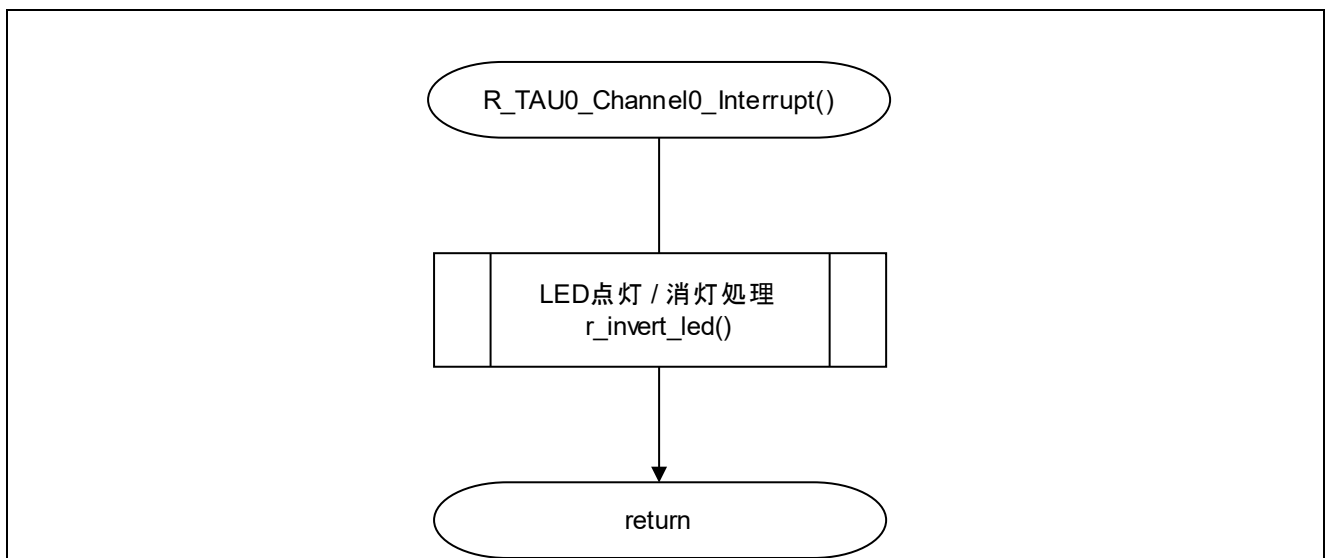 R_TAU0_Channel0_Interrupt()
LED点灯 / 消灯処理
r_invert_led()
return